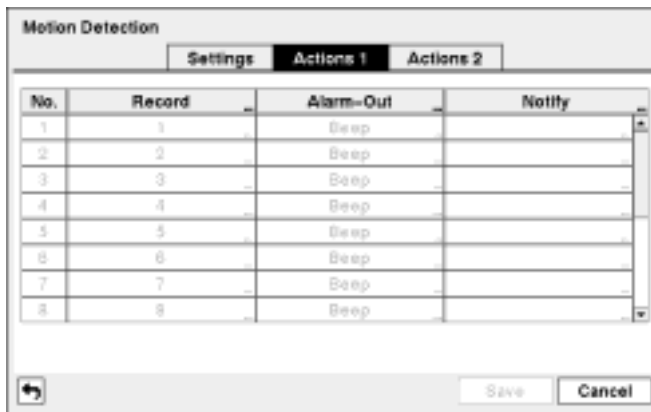 Motion Detection
Settings Actions 1 Actions 2
No. Record Alarm-Out Notify
1 1 Beep
2 2 Beep
3 3 Beep
4 4 Beep
5 5 Beep
6 6 Beep
7 7 Beep
8 8 Beep
Save Cancel